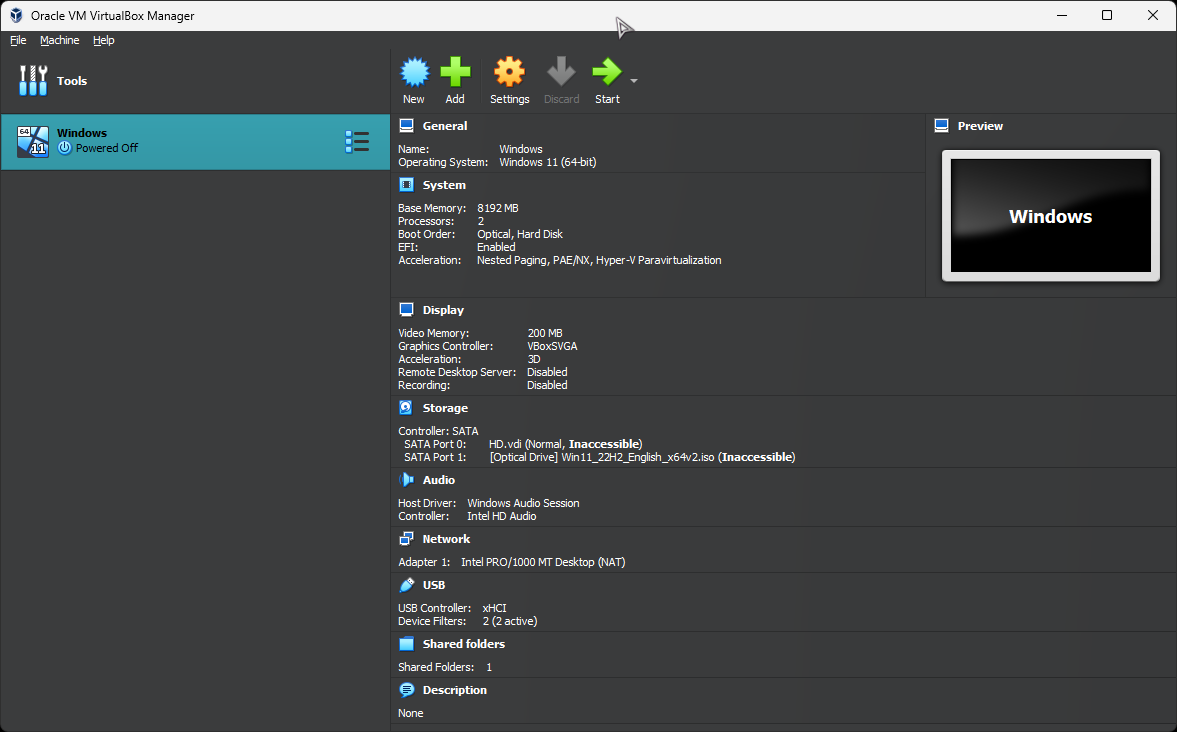 Oracle VM VirtualBox Manager
File Machine Help
Tools
New Add Settings Discard Start
64
11
Windows
Powered Off
General
Name: Windows
Operating System: Windows 11 (64-bit)
Preview
Windows
System
Base Memory: 8192 MB
Processors: 2
Boot Order: Optical, Hard Disk
EFI: Enabled
Acceleration: Nested Paging, PAE/NX, Hyper-V Paravirtualization
Display
Video Memory: 200 MB
Graphics Controller: VBoxSVGA
Acceleration: 3D
Remote Desktop Server: Disabled
Recording: Disabled
Storage
Controller: SATA
SATA Port 0: HD.vdi (Normal, Inaccessible)
SATA Port 1: [Optical Drive] Win11_22H2_English_x64v2.iso (Inaccessible)
Audio
Host Driver: Windows Audio Session
Controller: Intel HD Audio
Network
Adapter 1: Intel PRO/1000 MT Desktop (NAT)
USB
USB Controller: xHCI
Device Filters: 2 (2 active)
Shared folders
Shared Folders: 1
Description
None